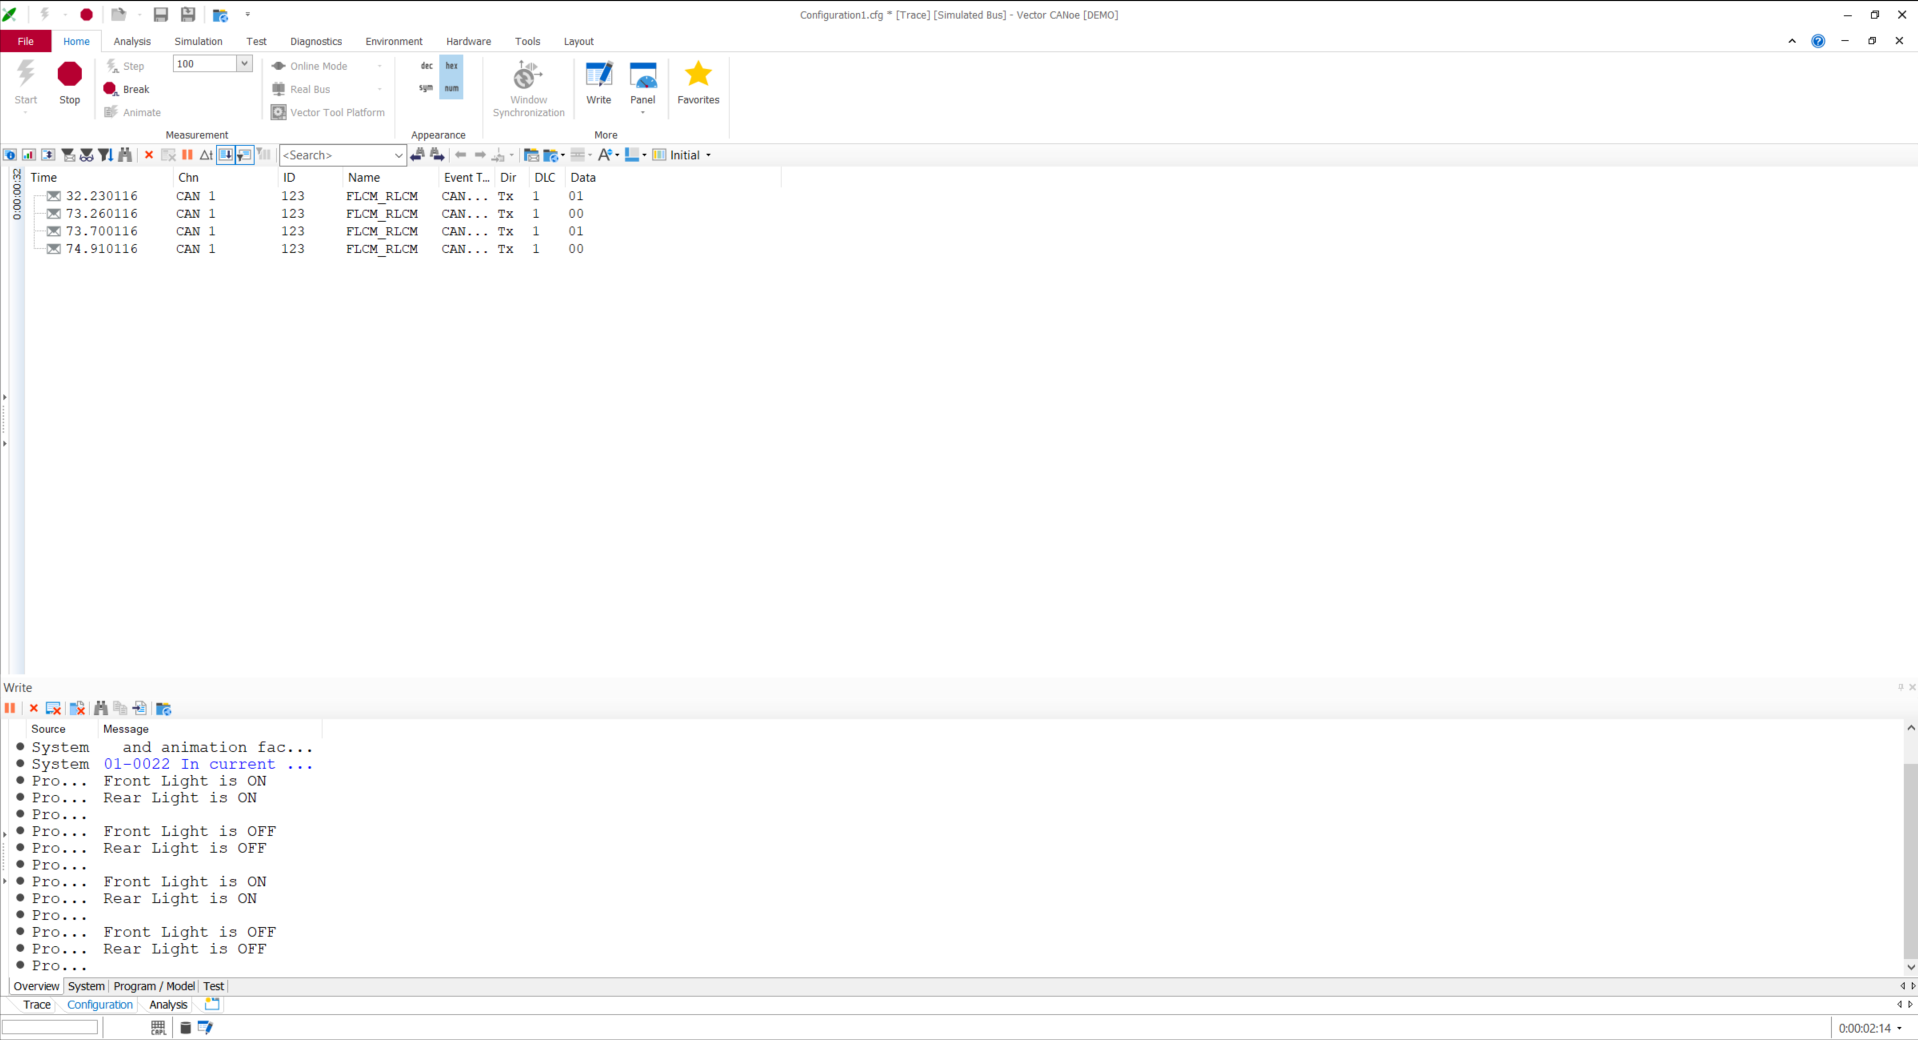 Configuration1.cfg * [Trace] [Simulated Bus] - Vector CANoe [DEMO]
File Home Analysis Simulation Test Diagnostics Environment Hardware Tools Layout
Start
Stop
Step
Break
Animate
100
Measurement
Online Mode
Real Bus
Vector Tool Platform
dec hex
sym num
Appearance
Window
Synchronization
Write
Panel
More
Favorites
<Search>
Initial
0:00:00:32
Time Chn ID Name Event T... Dir DLC Data
32.230116 CAN 1 123 FLCM_RLCM CAN... Tx 1 01
73.260116 CAN 1 123 FLCM_RLCM CAN... Tx 1 00
73.700116 CAN 1 123 FLCM_RLCM CAN... Tx 1 01
74.910116 CAN 1 123 FLCM_RLCM CAN... Tx 1 00
Write
Source Message
System and animation fac...
System 01-0022 In current ...
Pro... Front Light is ON
Pro... Rear Light is ON
Pro...
Pro... Front Light is OFF
Pro... Rear Light is OFF
Pro...
Pro... Front Light is ON
Pro... Rear Light is ON
Pro...
Pro... Front Light is OFF
Pro... Rear Light is OFF
Pro...
Overview System Program / Model Test
Trace Configuration Analysis
CAPL
0:00:02:14